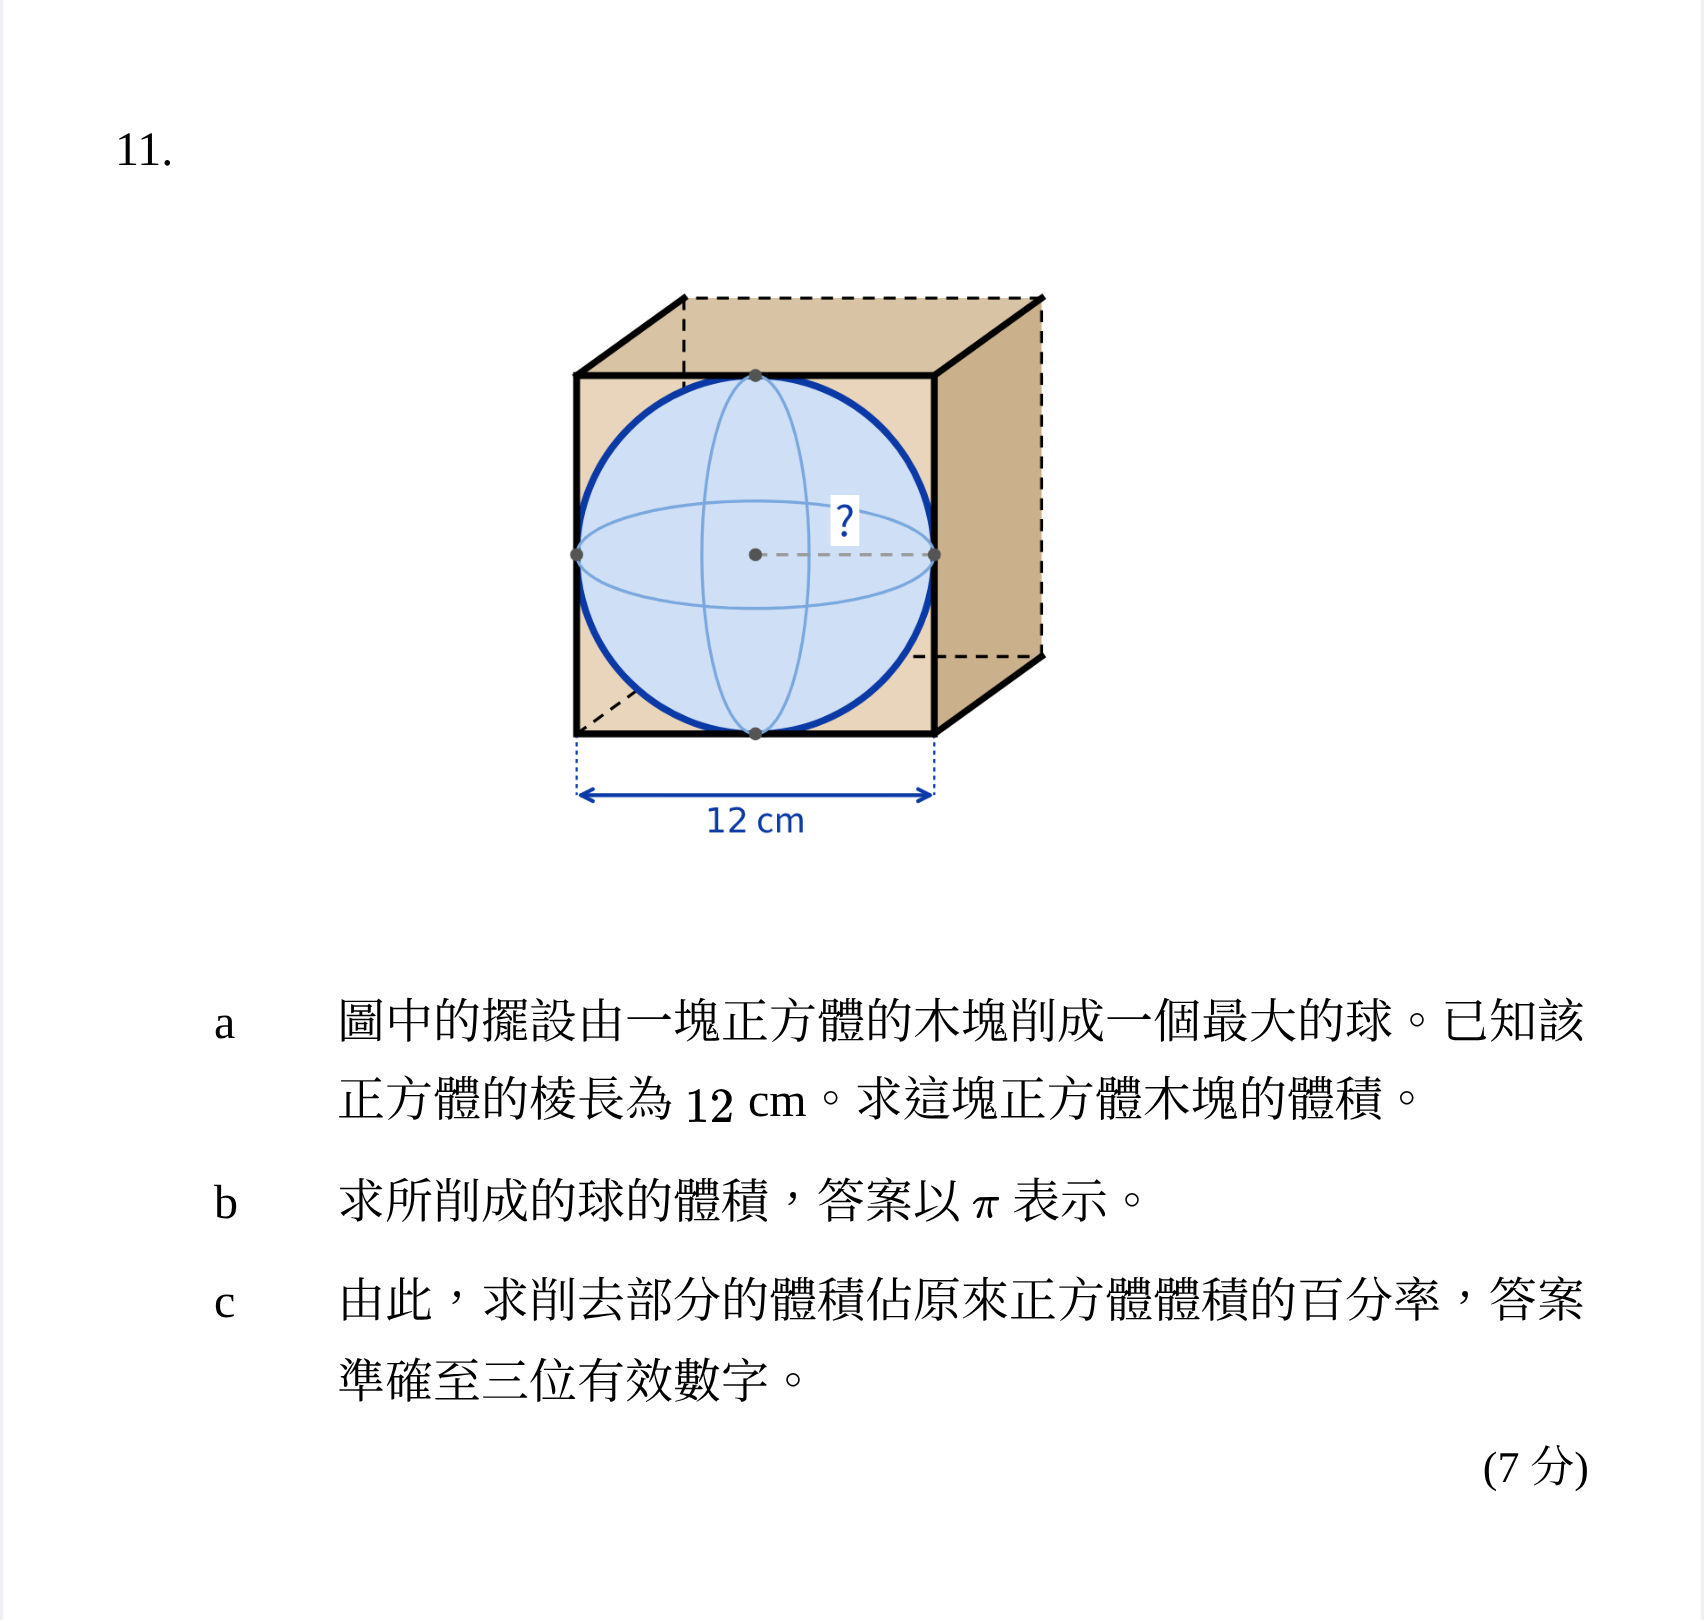 11.
?
12 cm
a 圖中的擺設由一塊正方體的木塊削成一個最大的球。已知該
正方體的棱長為 12 cm。求這塊正方體木塊的體積。
b 求所削成的球的體積,答案以 π 表示。
c 由此,求削去部分的體積佔原來正方體體積的百分率,答案
準確至三位有效數字。
(7 分)